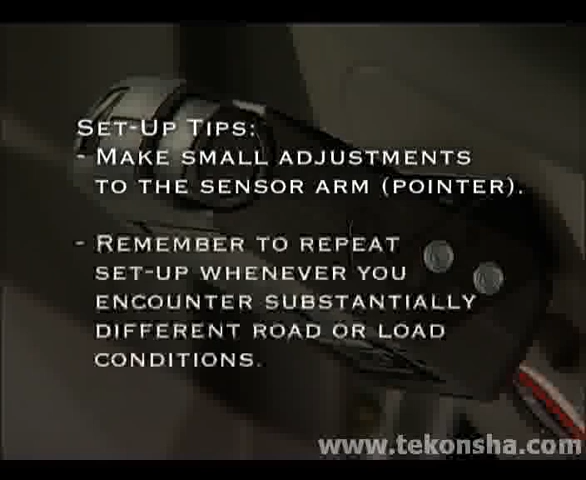 Set-Up Tips:
- Make small adjustments
to the sensor arm (pointer).
- Remember to repeat
set-up whenever you
encounter substantially
different road or load
conditions.
www.tekonsha.com